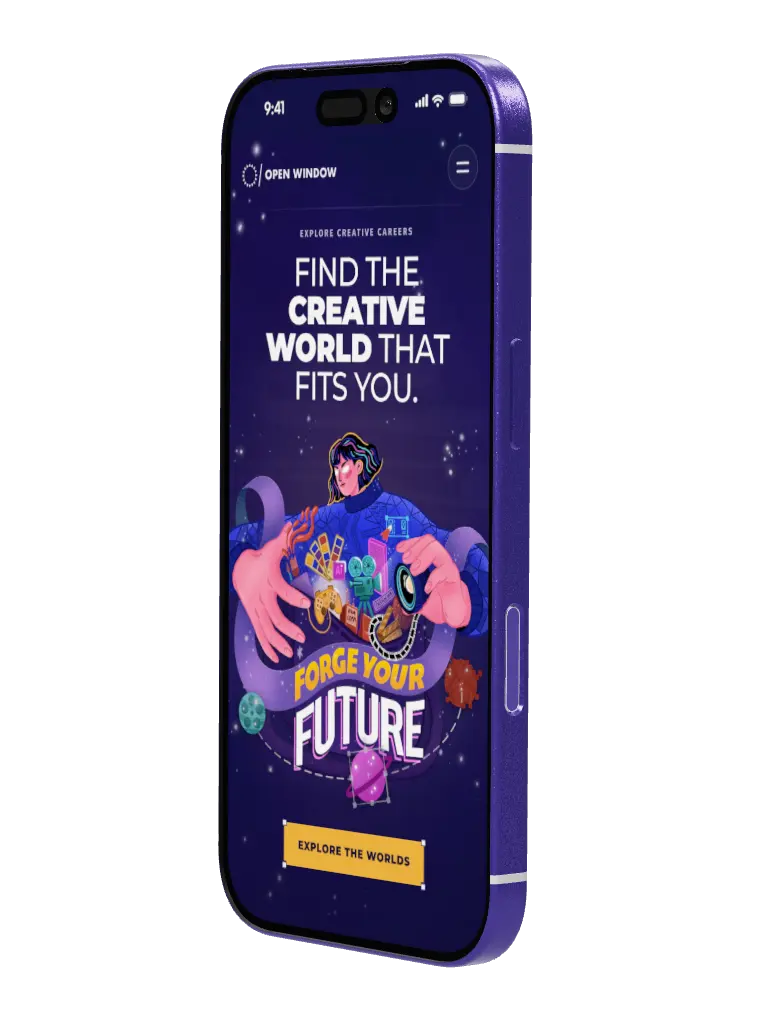 9:41
OPEN WINDOW
EXPLORE CREATIVE CAREERS
FIND THE
CREATIVE
WORLD THAT
FITS YOU.
FORGE YOUR
FUTURE
EXPLORE THE WORLDS